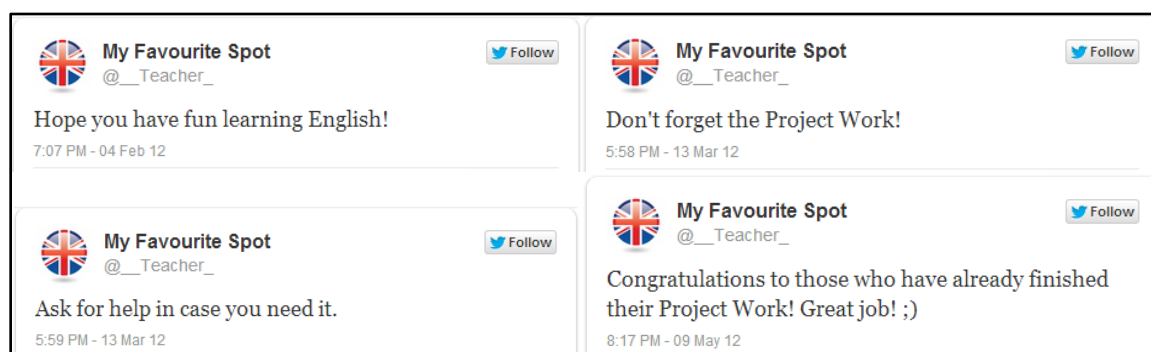 My Favourite Spot
@__Teacher_
Follow
Hope you have fun learning English!
7:07 PM - 04 Feb 12
My Favourite Spot
@__Teacher_
Follow
Don't forget the Project Work!
5:58 PM - 13 Mar 12
My Favourite Spot
@__Teacher_
Follow
Ask for help in case you need it.
5:59 PM - 13 Mar 12
My Favourite Spot
@__Teacher_
Follow
Congratulations to those who have already finished
their Project Work! Great job! ;)
8:17 PM - 09 May 12